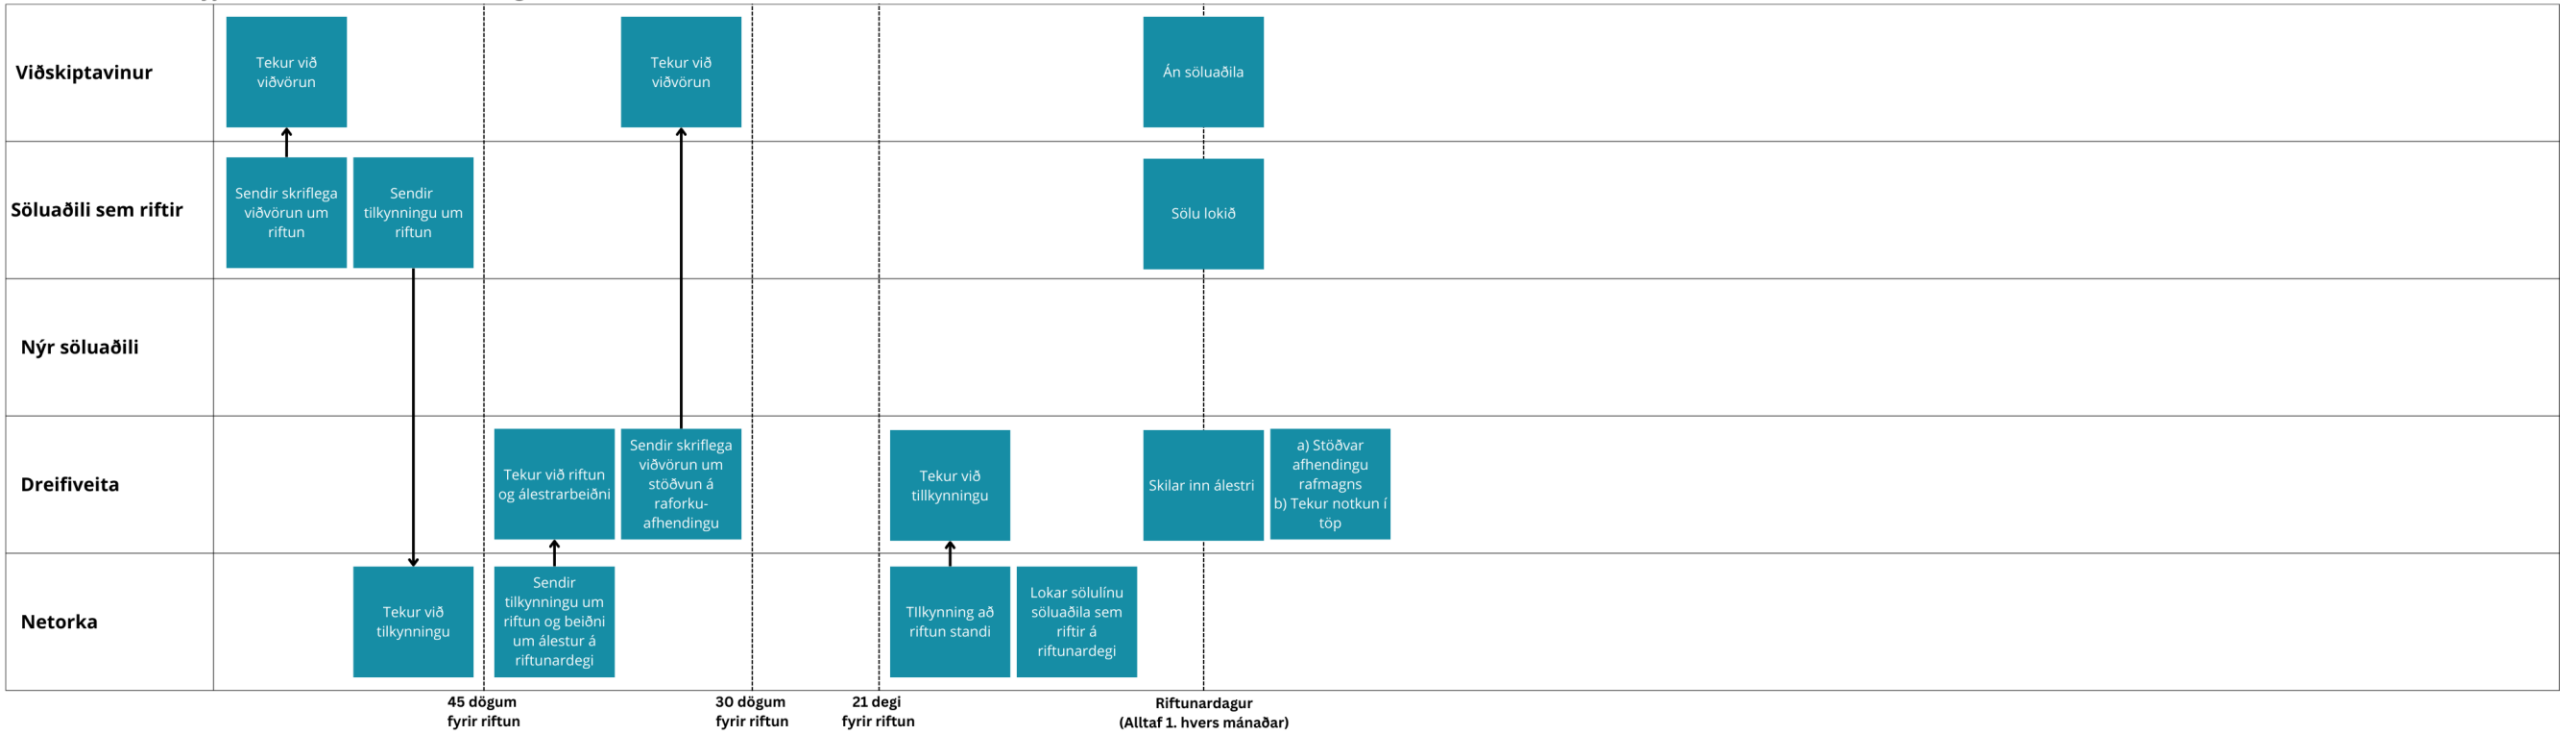 Viðskiptavinur
Tekur við
viðvörun
Tekur við
viðvörun
Án söluaðila
Söluaðili sem riftir
Sendir skriflega
viðvörun um
riftun
Sendir
tilkynningu um
riftun
Sölu lokið
Nýr söluaðili
Dreifiveita
Tekur við riftun
og álestrarbeiðni
Sendir skriflega
viðvörun um
stöðvun á
raforku-
afhendingu
Tekur við
tillkynningu
Skilar inn álestri
a) Stöðvar
afhendingu
rafmagns
b) Tekur notkun í
töp
Netorka
Tekur við
tilkynningu
Sendir
tilkynningu um
riftun og beiðni
um álestur á
riftunardegi
TIlkynning að
riftun standi
Lokar sölulínu
söluaðila sem
riftir á
riftunardegi
45 dögum
fyrir riftun
30 dögum
fyrir riftun
21 degi
fyrir riftun
Riftunardagur
(Alltaf 1. hvers mánaðar)